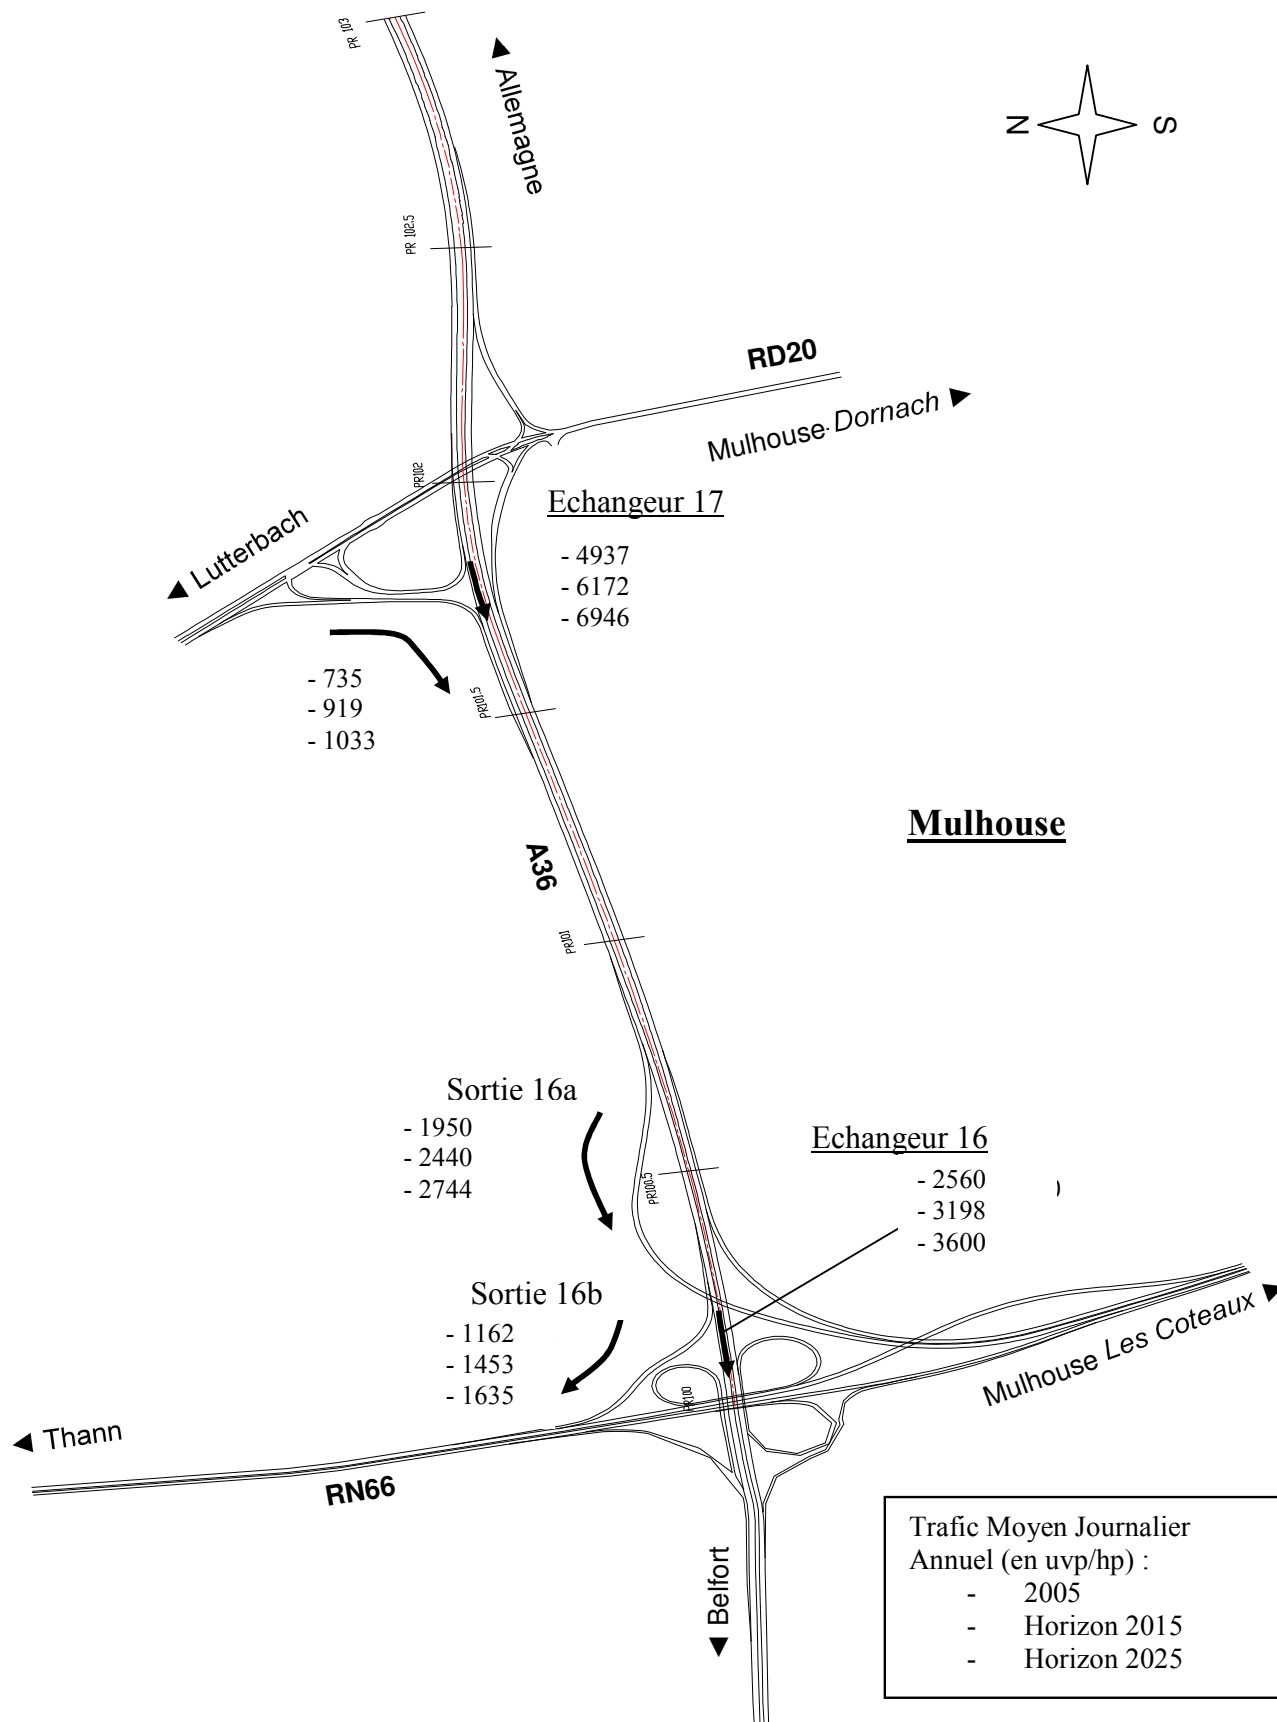 PR 103
▲ Allemagne
N
S
PR 102.5
RD20
Mulhouse Dornach ►
PR102
Echangeur 17
◄ Lutterbach
- 4937
- 6172
- 6946
- 735
- 919
- 1033
PR101.5
Mulhouse
A36
PR101
Sortie 16a
- 1950
- 2440
- 2744
Echangeur 16
- 2560
- 3198
- 3600
PR100.5
Sortie 16b
- 1162
- 1453
- 1635
Mulhouse Les Coteaux ►
PR100
◄ Thann
RN66
◄ Belfort
Trafic Moyen Journalier
Annuel (en uvp/hp) :
- 2005
- Horizon 2015
- Horizon 2025